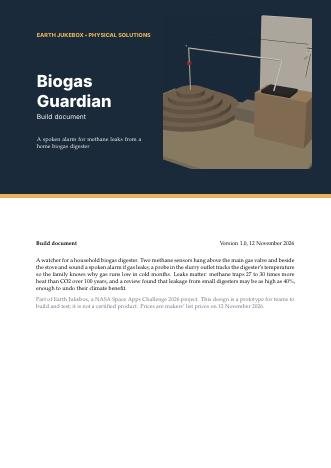 EARTH JUKEBOX • PHYSICAL SOLUTIONS
Biogas
Guardian
Build document
A spoken alarm for methane leaks from a
home biogas digester
Build document
Version 1.0, 12 November 2026
A watcher for a household biogas digester. Two methane sensors hang above the main gas valve and beside
the stove and sound a spoken alarm if gas leaks; a probe in the slurry outlet tracks the digester's temperature
so the family knows why gas runs low in cold months. Leaks matter: methane traps 27 to 30 times more
heat than CO2 over 100 years, and a review found that leakage from small digesters may be as high as 40%,
enough to undo their climate benefit
Part of Earth Jukebox, a NASA Space Apps Challenge 2026 project. This design is a prototype for teams to
build and test; it is not a certified product. Prices are makers' list prices on 12 November 2026.